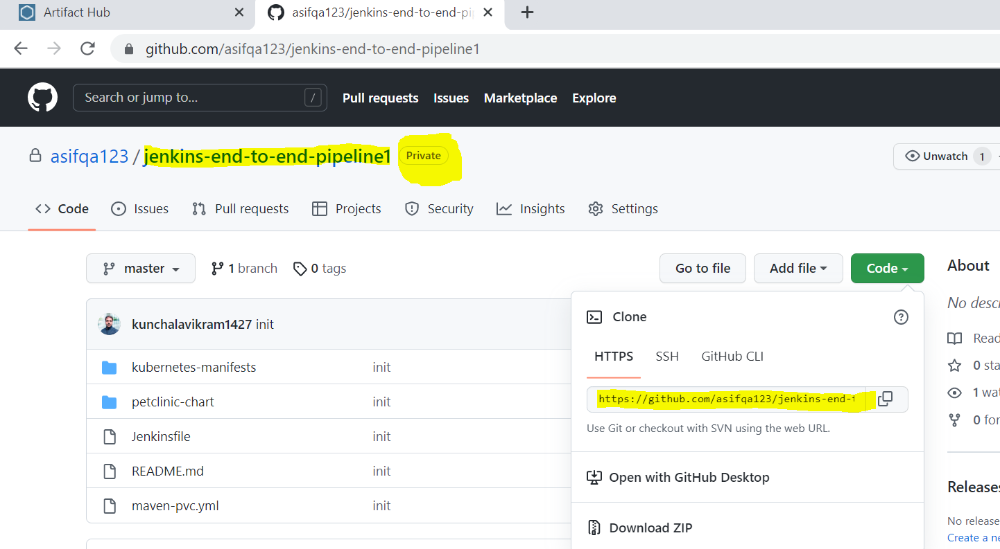 Artifact Hub
asifqa123/jenkins-end-to-end-pi
github.com/asifqa123/jenkins-end-to-end-pipeline1
Search or jump to... /
Pull requests Issues Marketplace Explore
asifqa123 / jenkins-end-to-end-pipeline1 Private
Unwatch 1
Code Issues Pull requests Projects Security Insights Settings
master 1 branch 0 tags Go to file Add file Code
About
kunchalavikram1427 init
Clone
No descr
HTTPS SSH GitHub CLI
Read
kubernetes-manifests init
0 sta
petclinic-chart init
https://github.com/asifqa123/jenkins-end-t
1 wat
Use Git or checkout with SVN using the web URL.
0 for
Jenkinsfile init
README.md init
Open with GitHub Desktop
Releases
maven-pvc.yml init
Download ZIP
No release
Create a ne